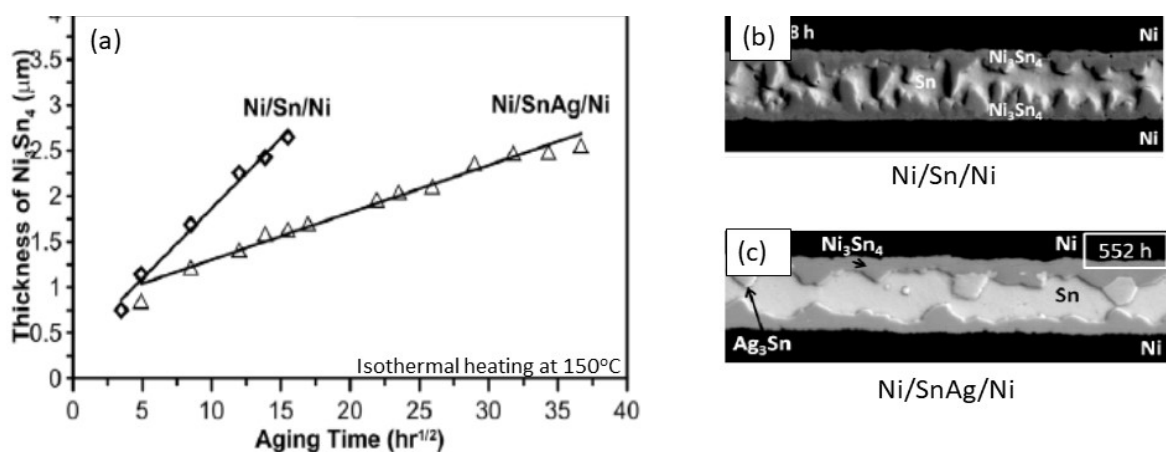 (a)
4
3.5
3
2.5
2
1.5
1
0.5
0
0 5 10 15 20 25 30 35 40
Thickness of Ni₃Sn₄ (μm)
Aging Time (hr¹/²)
Ni/Sn/Ni
Ni/SnAg/Ni
Isothermal heating at 150°C
(b)
8 h
Ni
Ni₃Sn₄
Sn
Ni₃Sn₄
Ni
Ni/Sn/Ni
(c)
Ni₃Sn₄
Ni
552 h
Sn
Ag₃Sn
Ni
Ni/SnAg/Ni